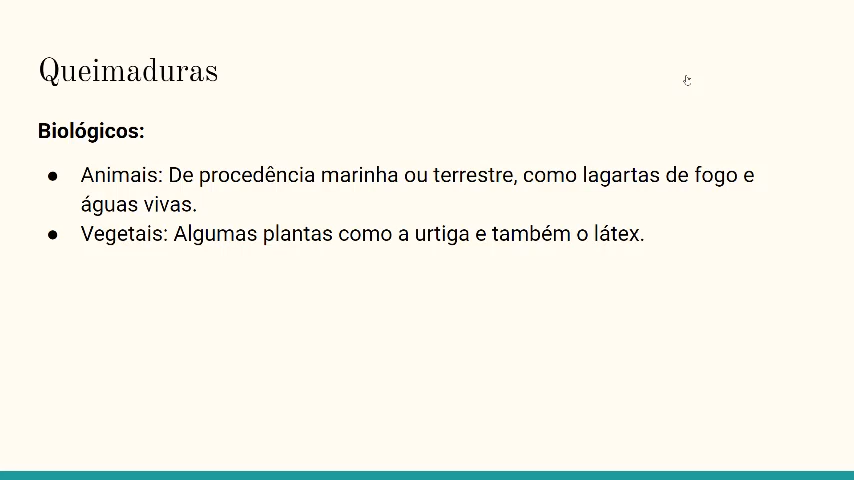 Queimaduras
Biológicos:
● Animais: De procedência marinha ou terrestre, como lagartas de fogo e
águas vivas.
● Vegetais: Algumas plantas como a urtiga e também o látex.